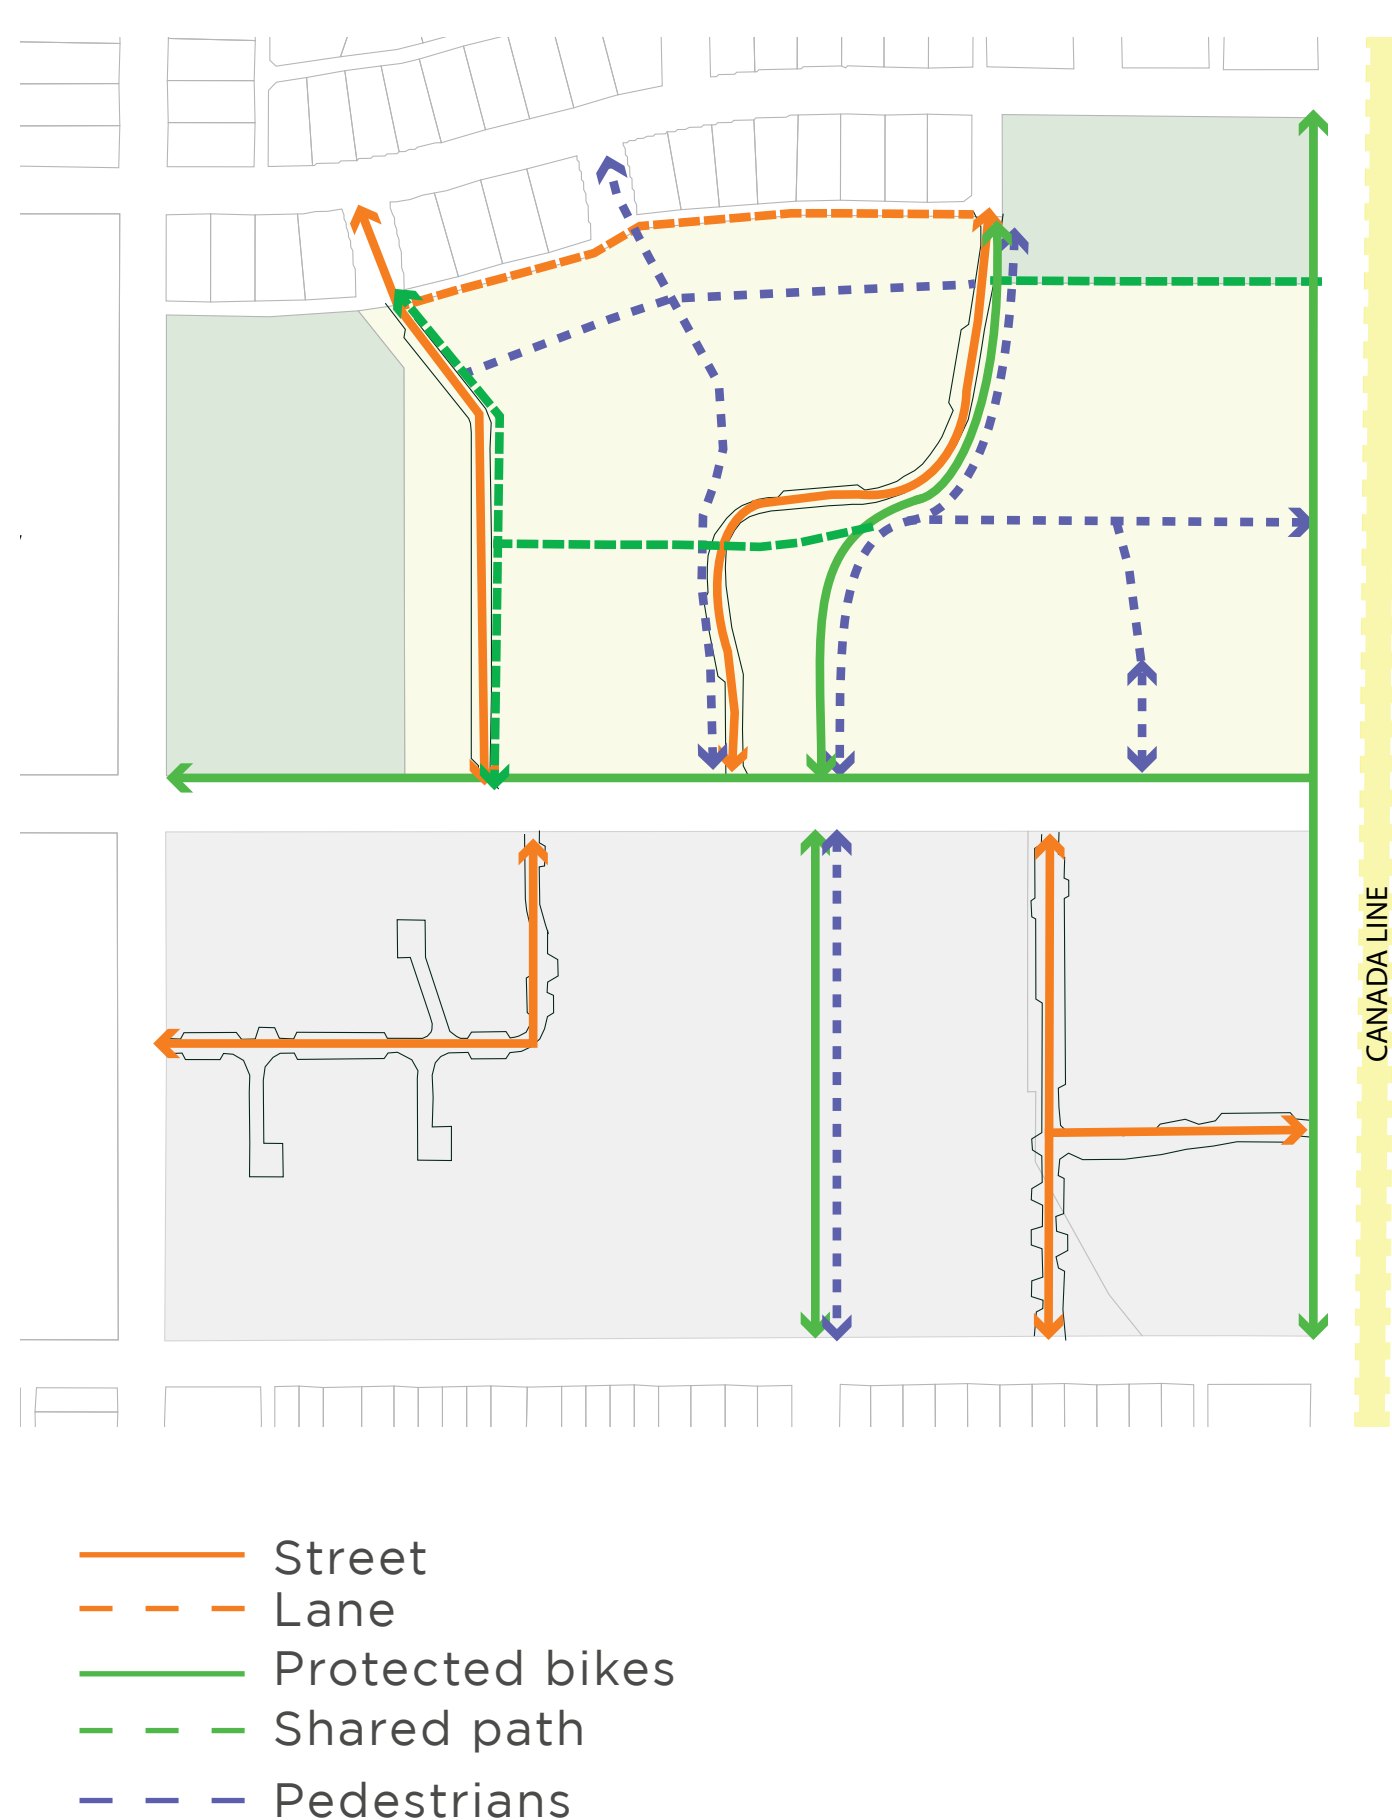 CANADA LINE
Street
Lane
Protected bikes
Shared path
Pedestrians